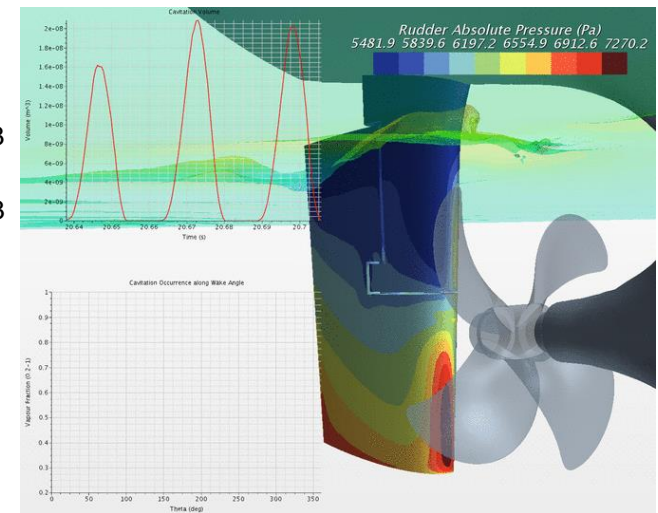 Cavitation Volume
Rudder Absolute Pressure (Pa)
5481.9 5839.6 6197.2 6554.9 6912.6 7270.2
2e-08
1.8e-08
1.6e-08
1.4e-08
1.2e-08
1e-08
8e-09
6e-09
4e-09
2e-09
0
Volume (m^3)
20.64 20.65 20.66 20.67 20.68 20.69 20.7
Time (s)
3
3
Cavitation Occurrence along Wake Angle
1
0.9
0.8
0.7
0.6
0.5
0.4
0.3
0.2
Vapour Fraction (0.2-1)
0 50 100 150 200 250 300 350
Theta (deg)